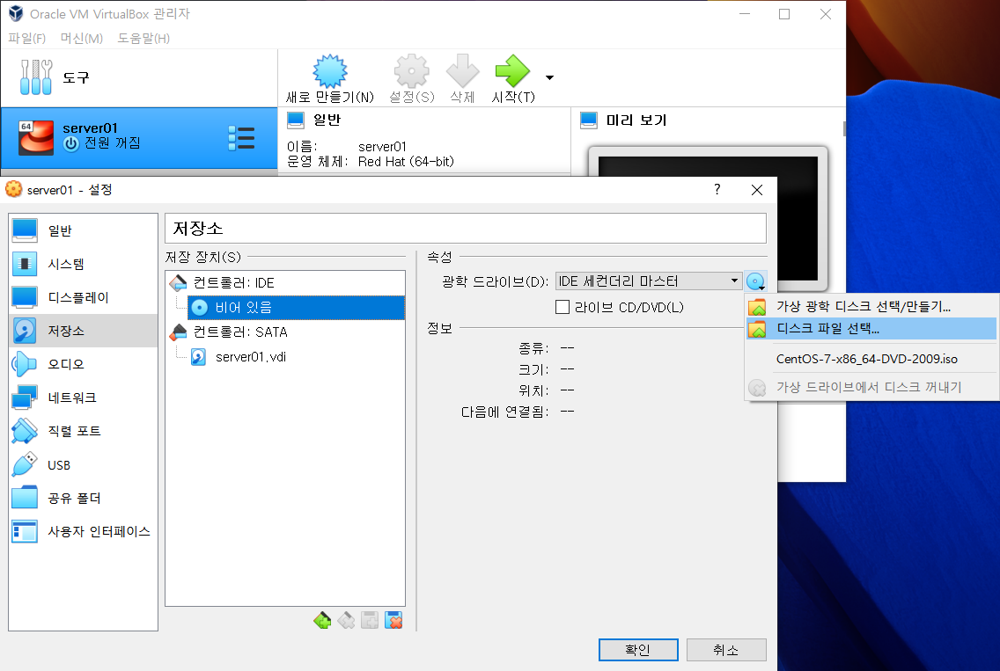 Oracle VM VirtualBox 관리자
파일(F) 머신(M) 도움말(H)
도구
새로 만들기(N) 설정(S) 삭제 시작(T)
64
server01
전원 꺼짐
일반
이름: server01
운영 체제: Red Hat (64-bit)
미리 보기
server01 - 설정
?
일반
시스템
디스플레이
저장소
오디오
네트워크
직렬 포트
USB
공유 폴더
사용자 인터페이스
저장소
저장 장치(S)
컨트롤러: IDE
비어 있음
컨트롤러: SATA
server01.vdi
속성
광학 드라이브(D): IDE 세컨더리 마스터
라이브 CD/DVD(L)
정보
종류: --
크기: --
위치: --
다음에 연결됨: --
가상 광학 디스크 선택/만들기...
디스크 파일 선택...
CentOS-7-x86_64-DVD-2009.iso
가상 드라이브에서 디스크 꺼내기
확인 취소